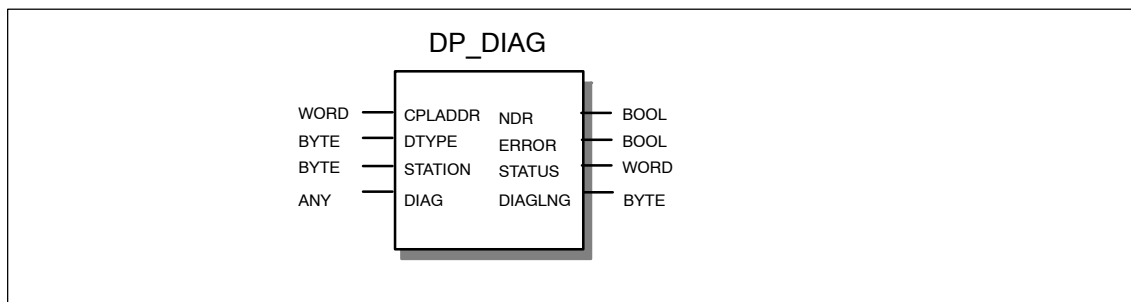 DP_DIAG
WORD CPLADDR NDR BOOL
BYTE DTYPE ERROR BOOL
BYTE STATION STATUS WORD
ANY DIAG DIAGLNG BYTE